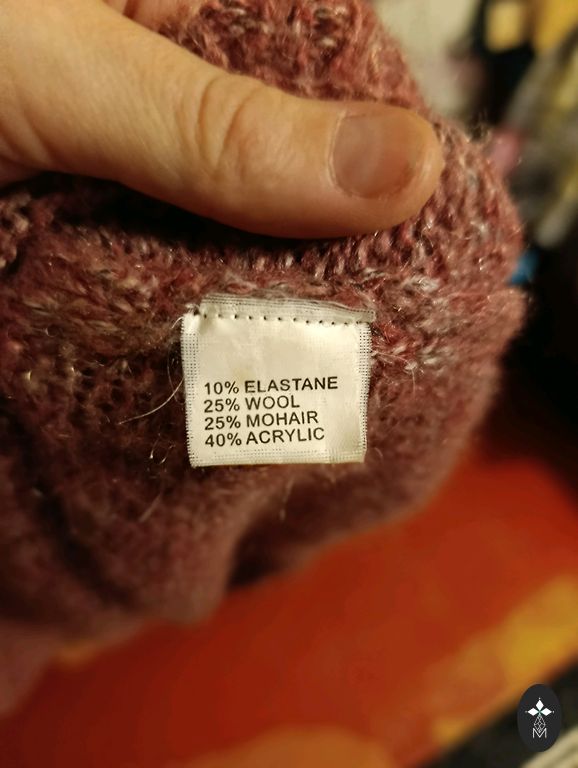 10% ELASTANE
25% WOOL
25% MOHAIR
40% ACRYLIC
M